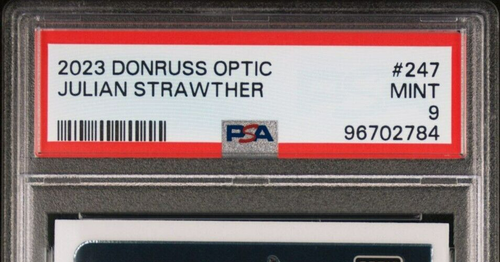 2023 DONRUSS OPTIC #247
JULIAN STRAWTHER MINT
9
PSA 96702784